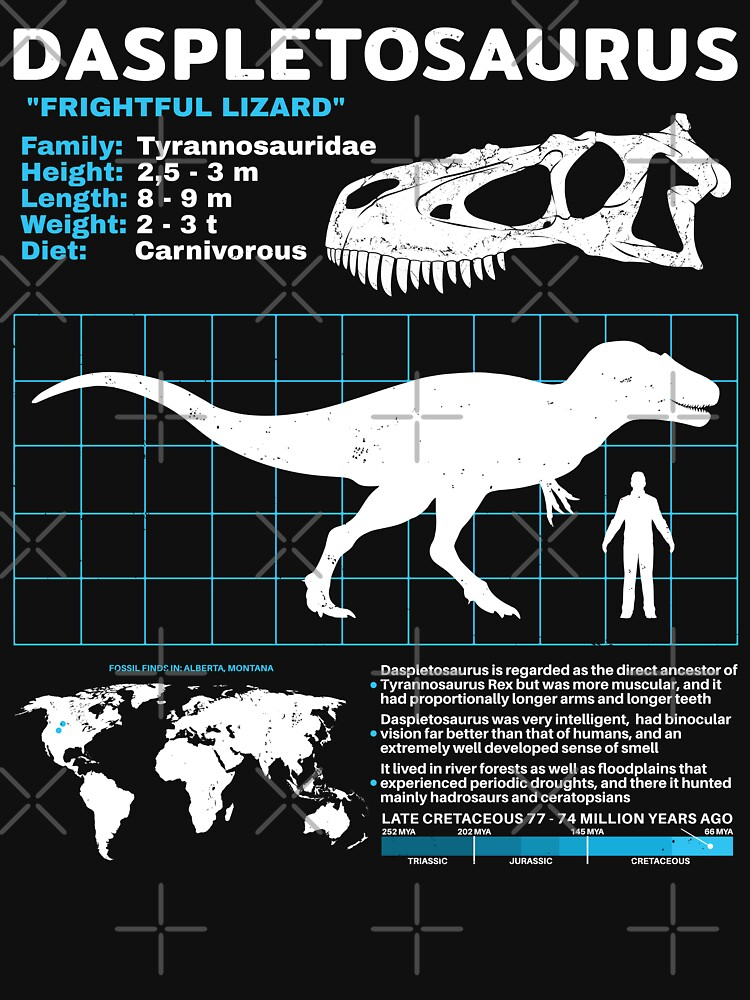 DASPLETOSAURUS
"FRIGHTFUL LIZARD"
Family: Tyrannosauridae
Height: 2,5 - 3 m
Length: 8 - 9 m
Weight: 2 - 3 t
Diet: Carnivorous
FOSSIL FINDS IN: ALBERTA, MONTANA
Daspletosaurus is regarded as the direct ancestor of
Tyrannosaurus Rex but was more muscular, and it
had proportionally longer arms and longer teeth
Daspletosaurus was very intelligent, had binocular
vision far better than that of humans, and an
extremely well developed sense of smell
It lived in river forests as well as floodplains that
experienced periodic droughts, and there it hunted
mainly hadrosaurs and ceratopsians
LATE CRETACEOUS 77 - 74 MILLION YEARS AGO
252 MYA 202 MYA 145 MYA 66 MYA
TRIASSIC JURASSIC CRETACEOUS